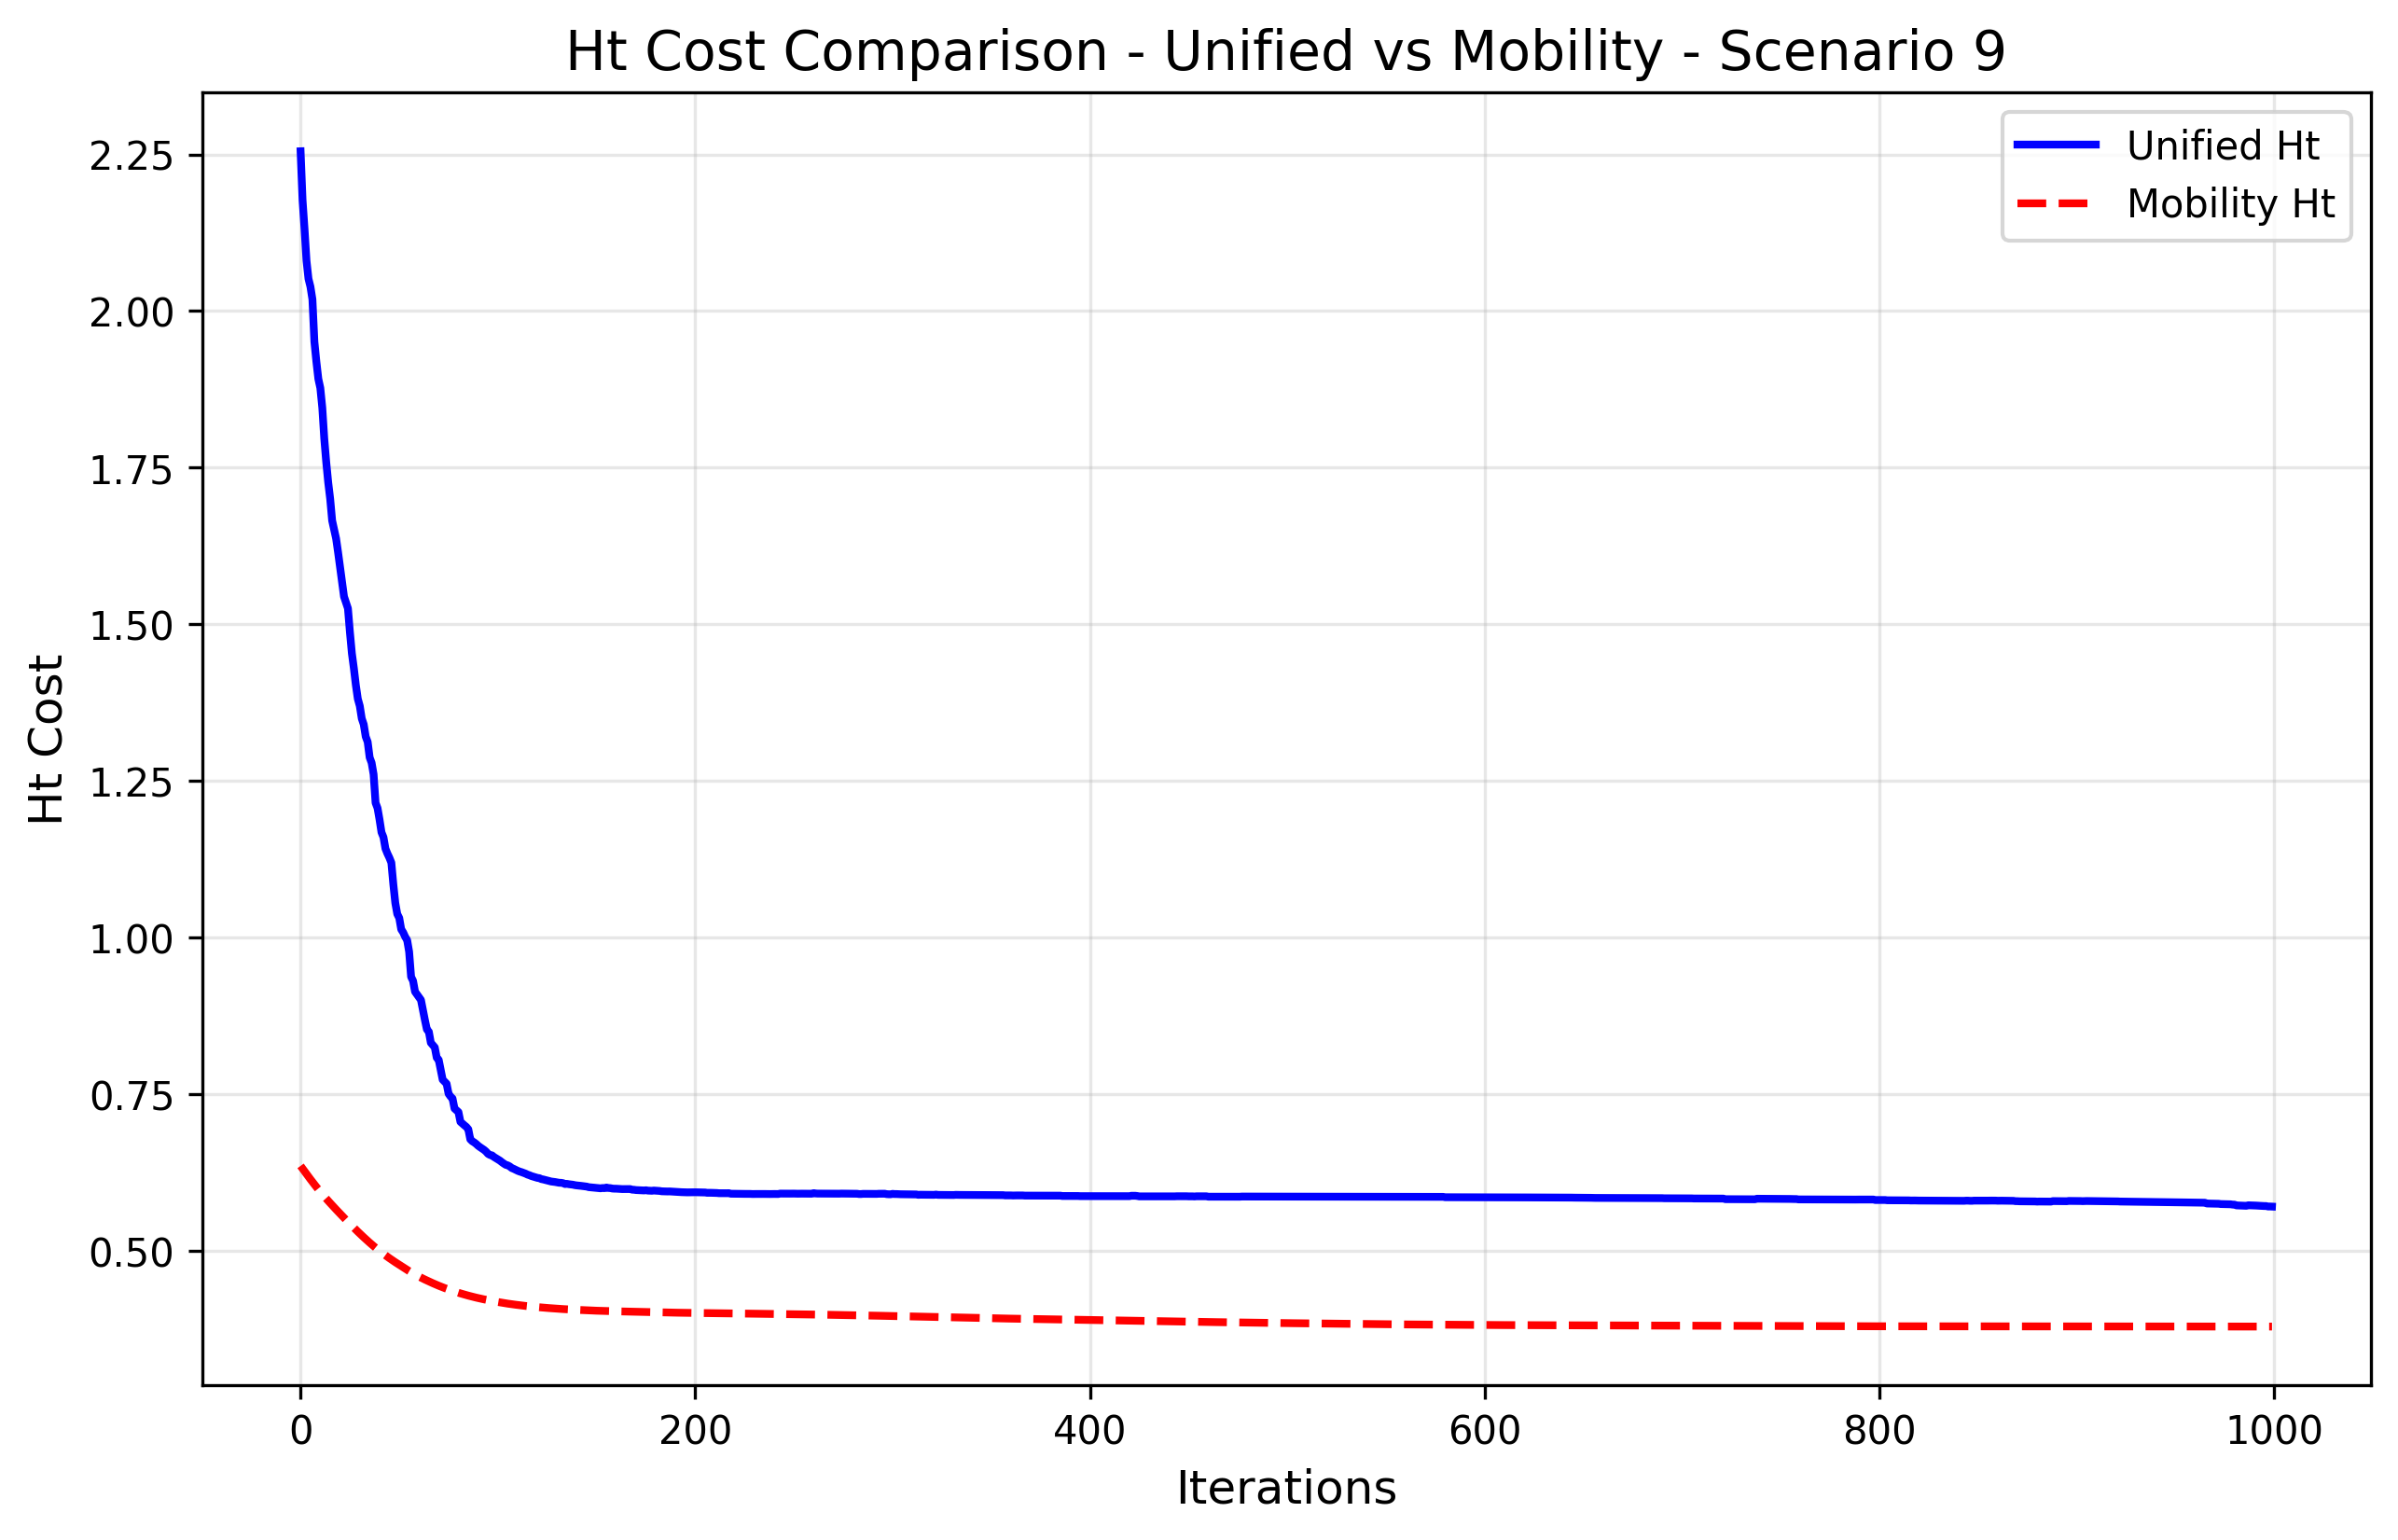 Ht Cost Comparison - Unified vs Mobility - Scenario 9
Unified Ht
Mobility Ht
Ht Cost
2.25
2.00
1.75
1.50
1.25
1.00
0.75
0.50
0 200 400 600 800 1000
Iterations